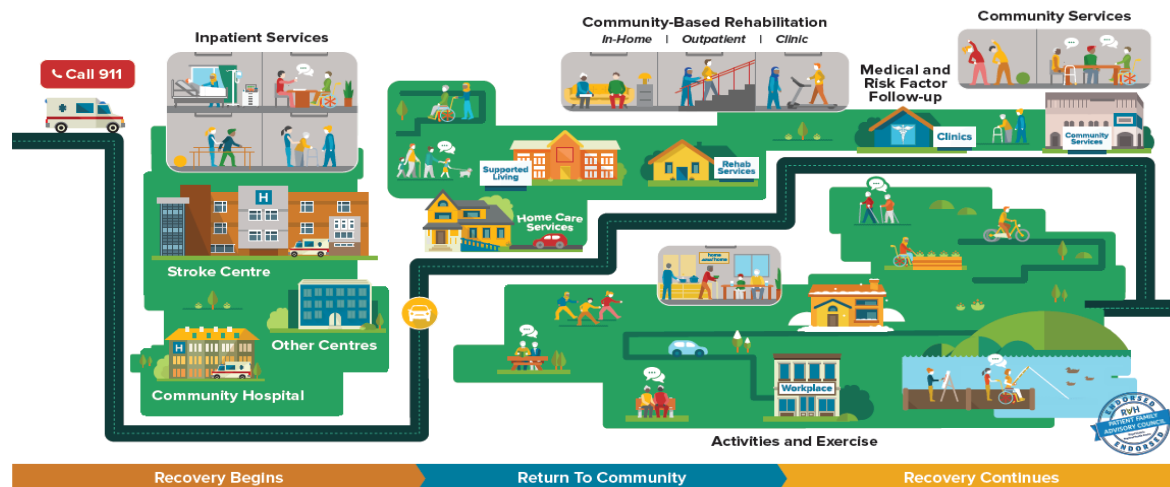 Call 911
Inpatient Services
H
Stroke Centre
Other Centres
H
Community Hospital
Community-Based Rehabilitation
In-Home | Outpatient | Clinic
Supported
Living
Rehab
Services
Home Care
Services
Medical and
Risk Factor
Follow-up
Clinics
Community Services
Community
Services
home
Workplace
Activities and Exercise
ENDORSED
RVH
PATIENT FAMILY
ADVISORY COUNCIL
ENDORSED
Recovery Begins
Return To Community
Recovery Continues